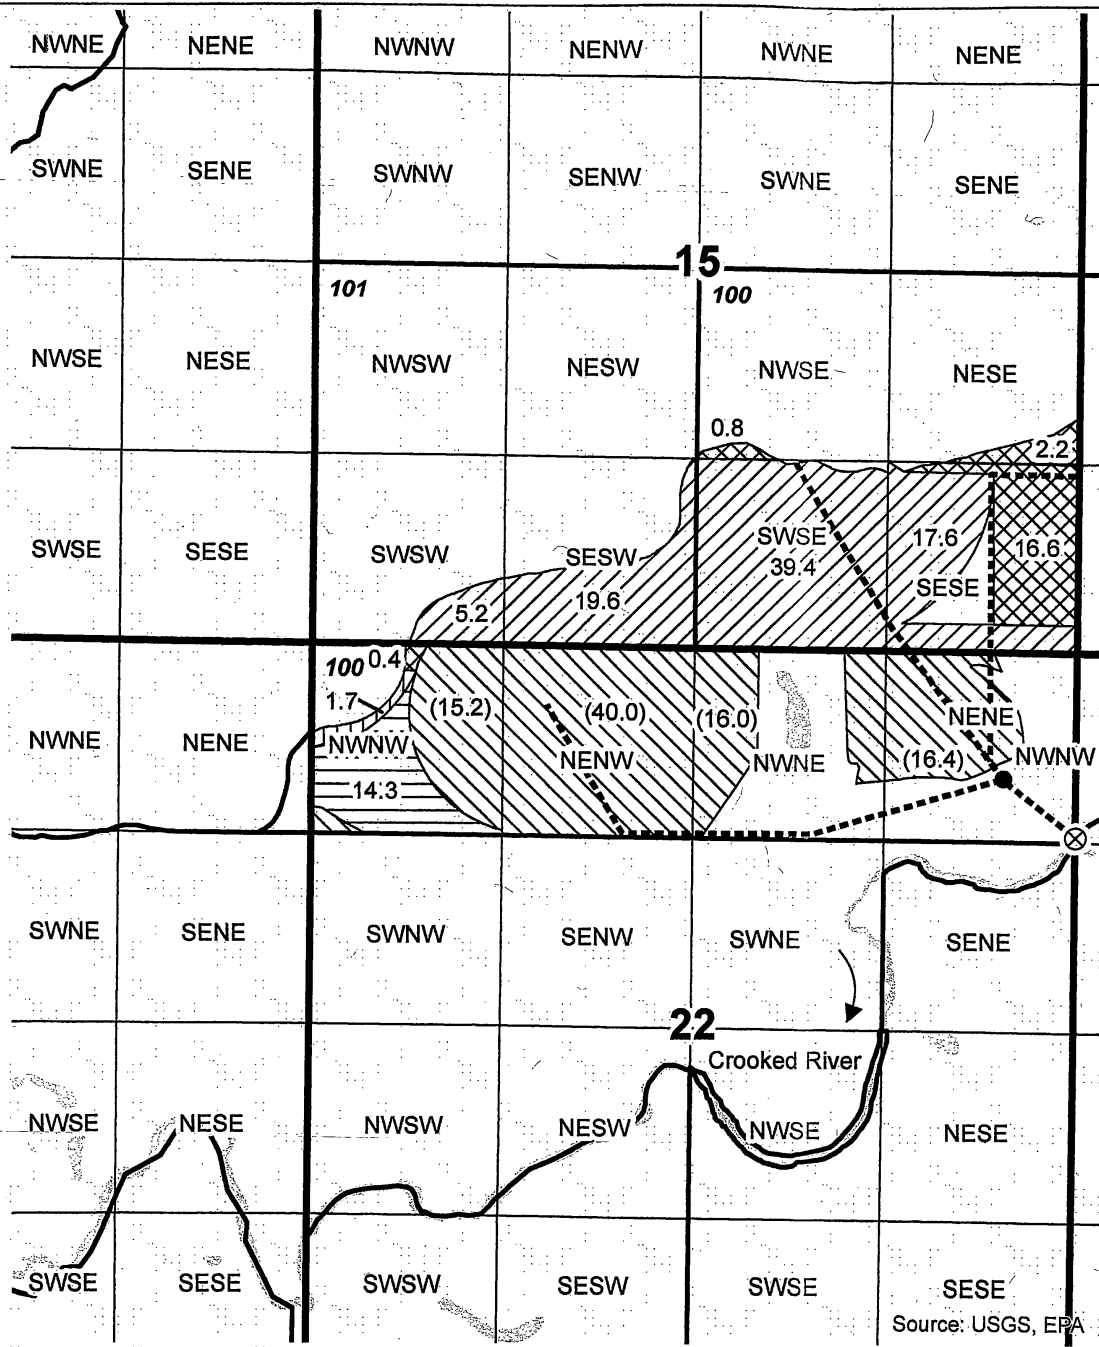 NWNE NENE NWNW NENW NWNE NENE
SWNE SENE SWNW SENW SWNE SENE
15
101 100
NWSE NESE NWSW NESW NWSE NESE
0.8 2.2
SWSE SESE SWSW SESW SWSE 17.6 16.6
39.4
SESE
5.2 19.6
100 0.4
1.7 (15.2) (40.0) (16.0)
NWNE NENE NWNW NENW NWNE NENE NWNW
(16.4)
14.3
SWNE SENE SWNW SENW SWNE SENE
22
Crooked River
NWSE NESE NWSW NESW NWSE NESE
SWSE SESE SWSW SESW SWSE SESE
Source: USGS, EPA